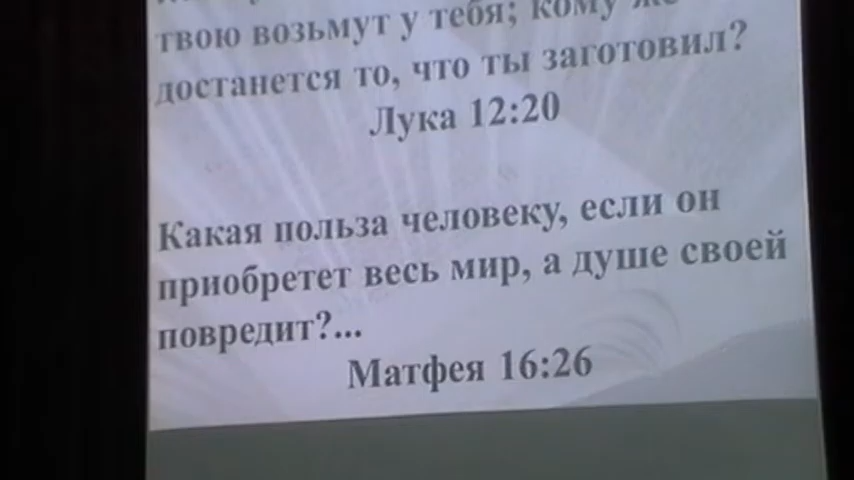 твою возьмут у тебя; кому же
достанется то, что ты заготовил?
Лука 12:20
Какая польза человеку, если он
приобретет весь мир, а душе своей
повредит?...
Матфея 16:26